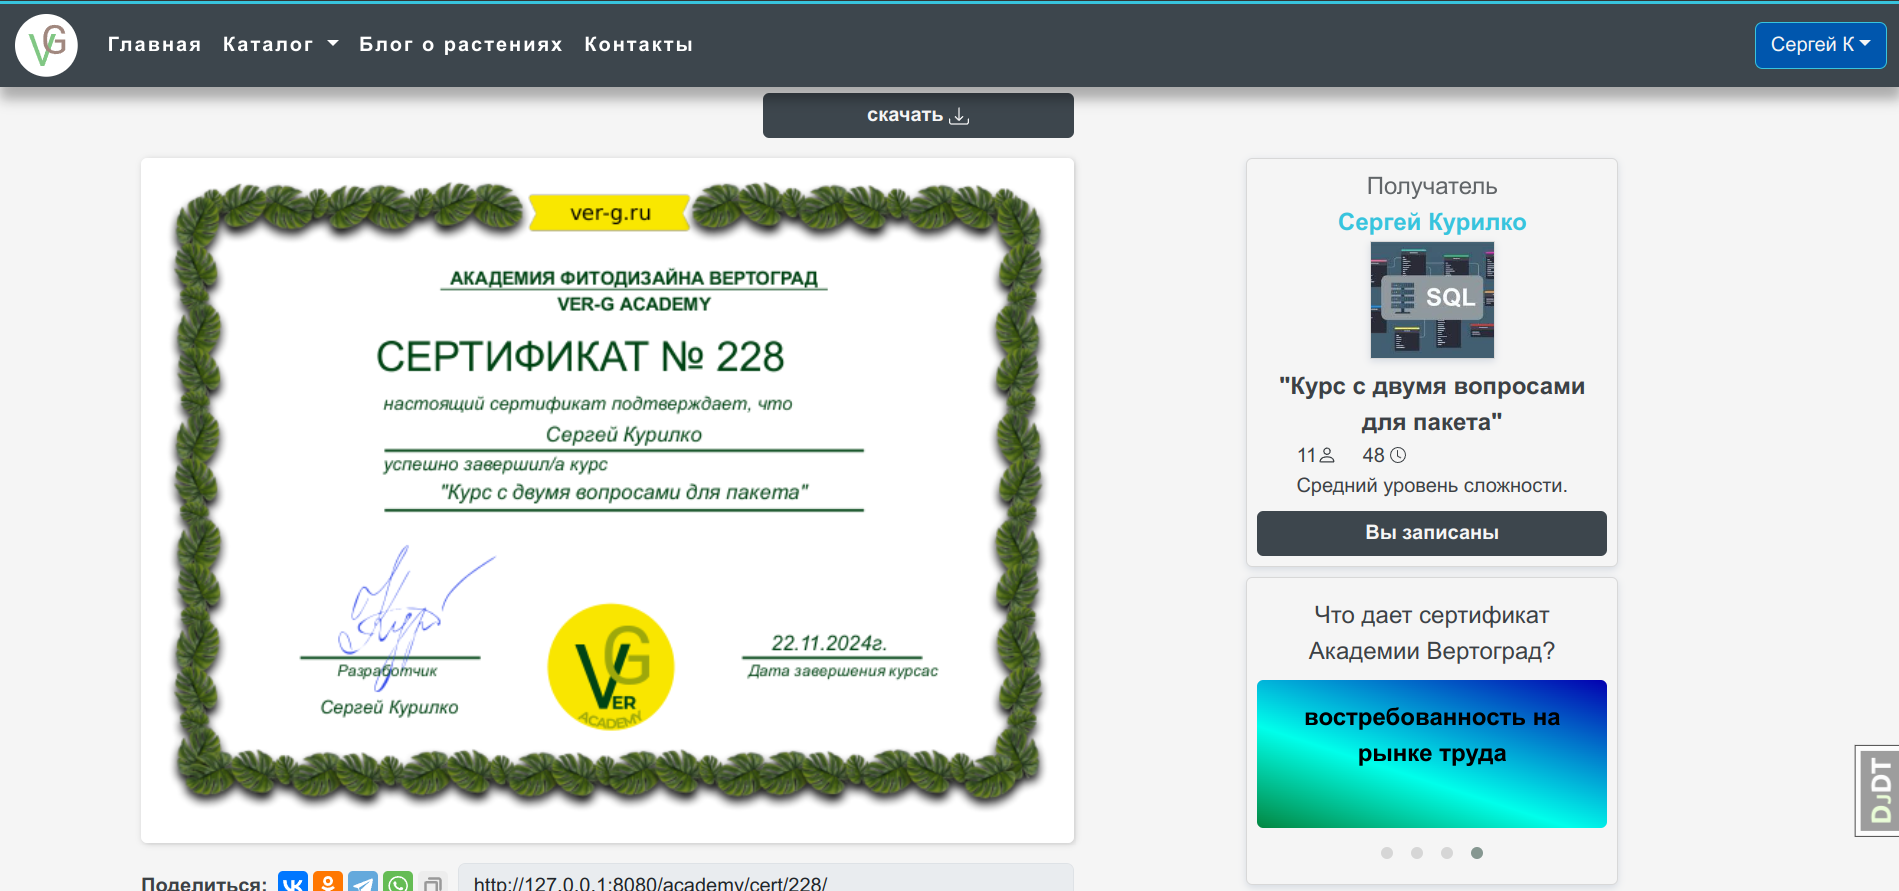 VG
Главная Каталог Блог о растениях Контакты
Сергей К
скачать
ver-g.ru
АКАДЕМИЯ ФИТОДИЗАЙНА ВЕРТОГРАД
VER-G ACADEMY
СЕРТИФИКАТ № 228
настоящий сертификат подтверждает, что
Сергей Курилко
успешно завершил/а курс
"Курс с двумя вопросами для пакета"
Разработчик
Сергей Курилко
VG
VER
ACADEMY
22.11.2024г.
Дата завершения курсас
Поделиться:
http://127.0.0.1:8080/academy/cert/228/
Получатель
Сергей Курилко
SQL
"Курс с двумя вопросами
для пакета"
11 48
Средний уровень сложности.
Вы записаны
Что дает сертификат
Академии Вертоград?
востребованность на
рынке труда
DJDT